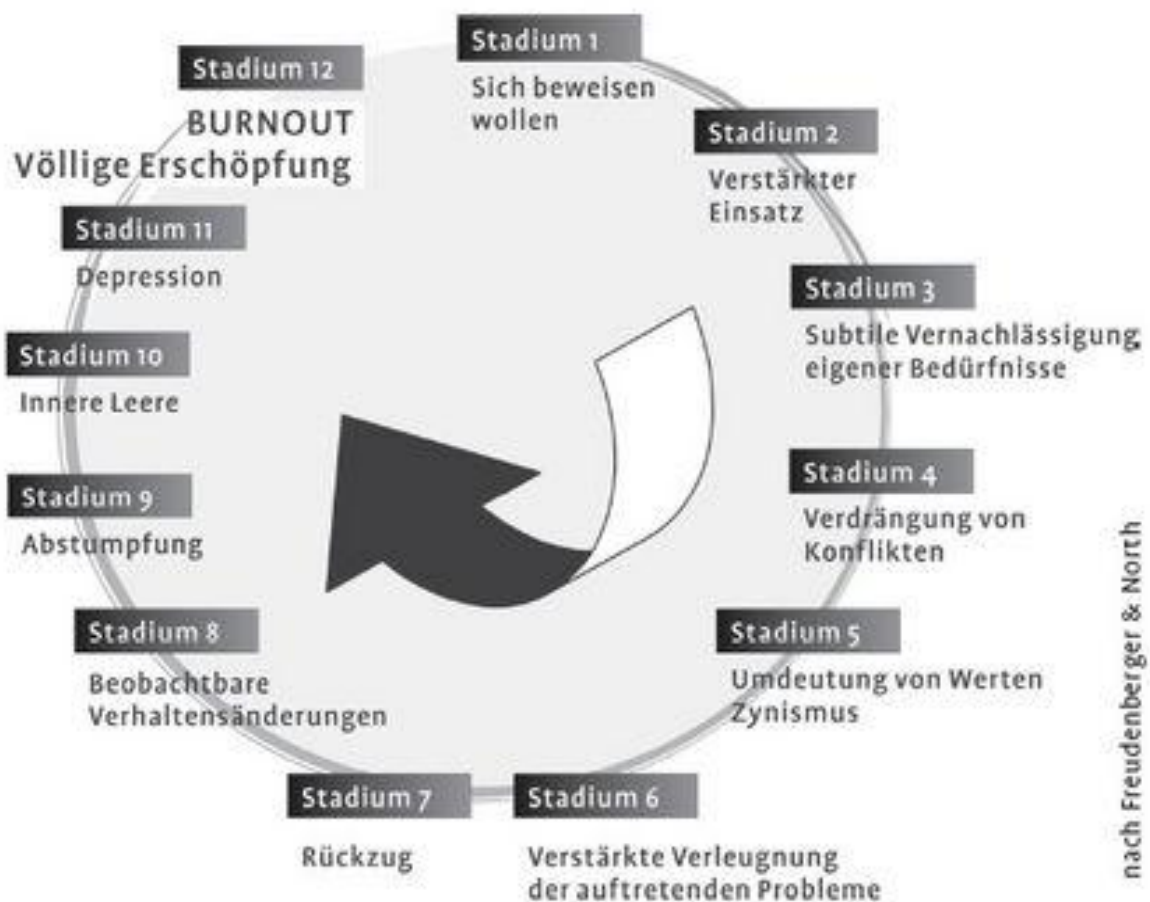 Stadium 1
Sich beweisen
wollen
Stadium 2
Verstärkter
Einsatz
Stadium 3
Subtile Vernachlässigung
eigener Bedürfnisse
Stadium 4
Verdrängung von
Konflikten
Stadium 5
Umdeutung von Werten
Zynismus
Stadium 6
Verstärkte Verleugnung
der auftretenden Probleme
Stadium 7
Rückzug
Stadium 8
Beobachtbare
Verhaltensänderungen
Stadium 9
Abstumpfung
Stadium 10
Innere Leere
Stadium 11
Depression
Stadium 12
BURNOUT
Völlige Erschöpfung
nach Freudenberger & North